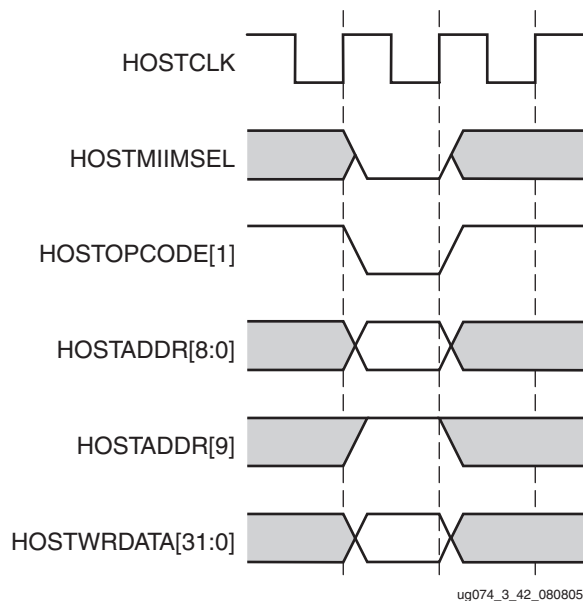 HOSTCLK
HOSTMIIMSEL
HOSTOPCODE[1]
HOSTADDR[8:0]
HOSTADDR[9]
HOSTWRDATA[31:0]
ug074_3_42_080805